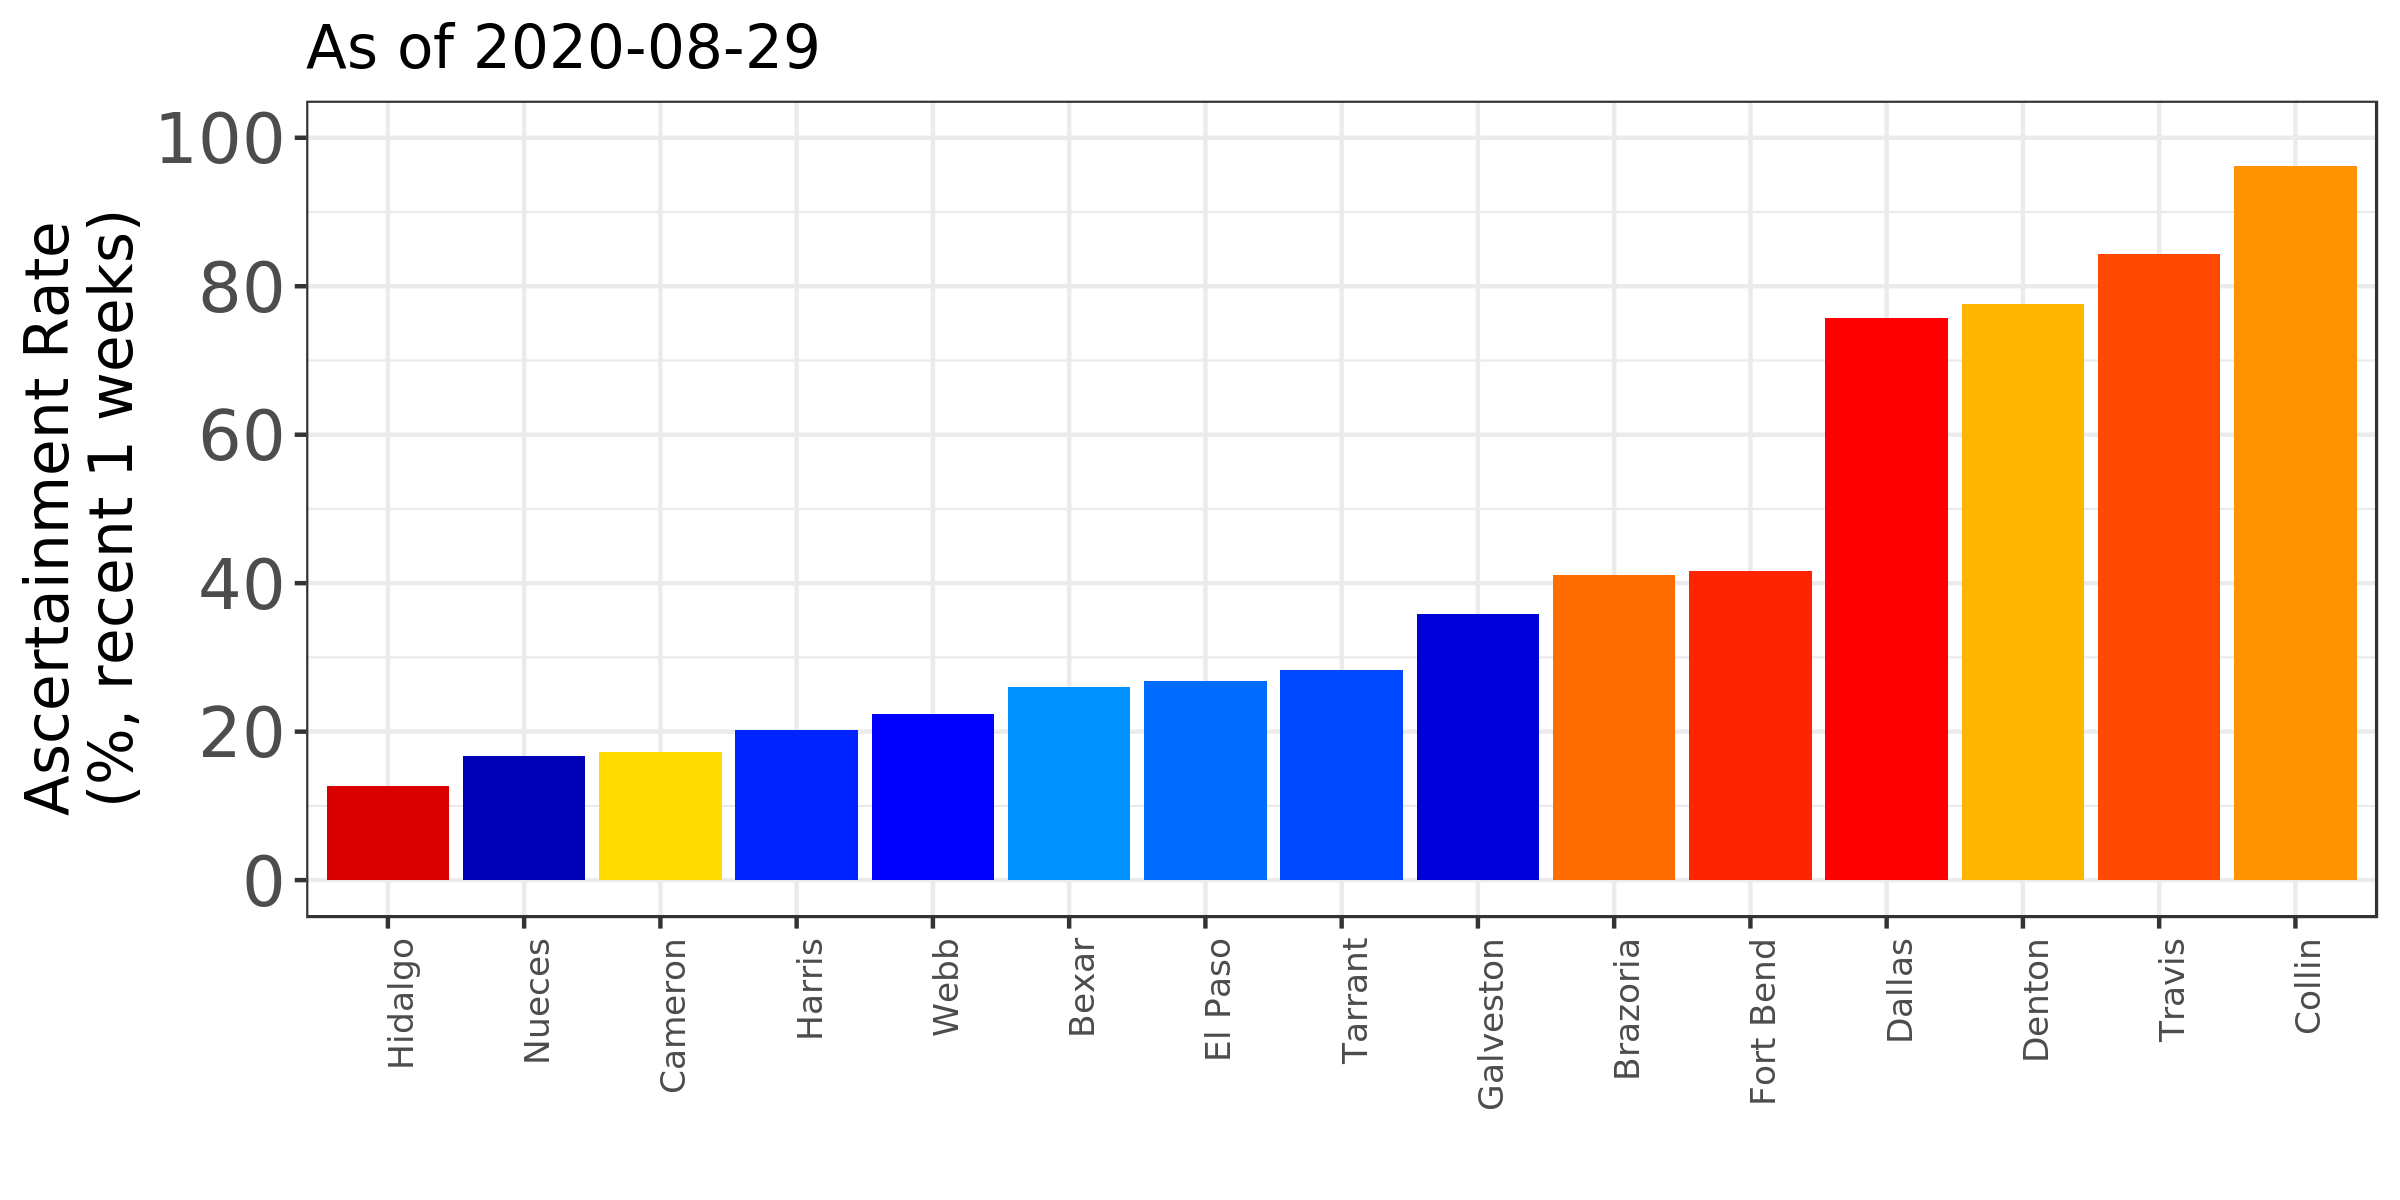 As of 2020-08-29
Ascertainment Rate
(%, recent 1 weeks)
100
80
60
40
20
0
Hidalgo
Nueces
Cameron
Harris
Webb
Bexar
El Paso
Tarrant
Galveston
Brazoria
Fort Bend
Dallas
Denton
Travis
Collin